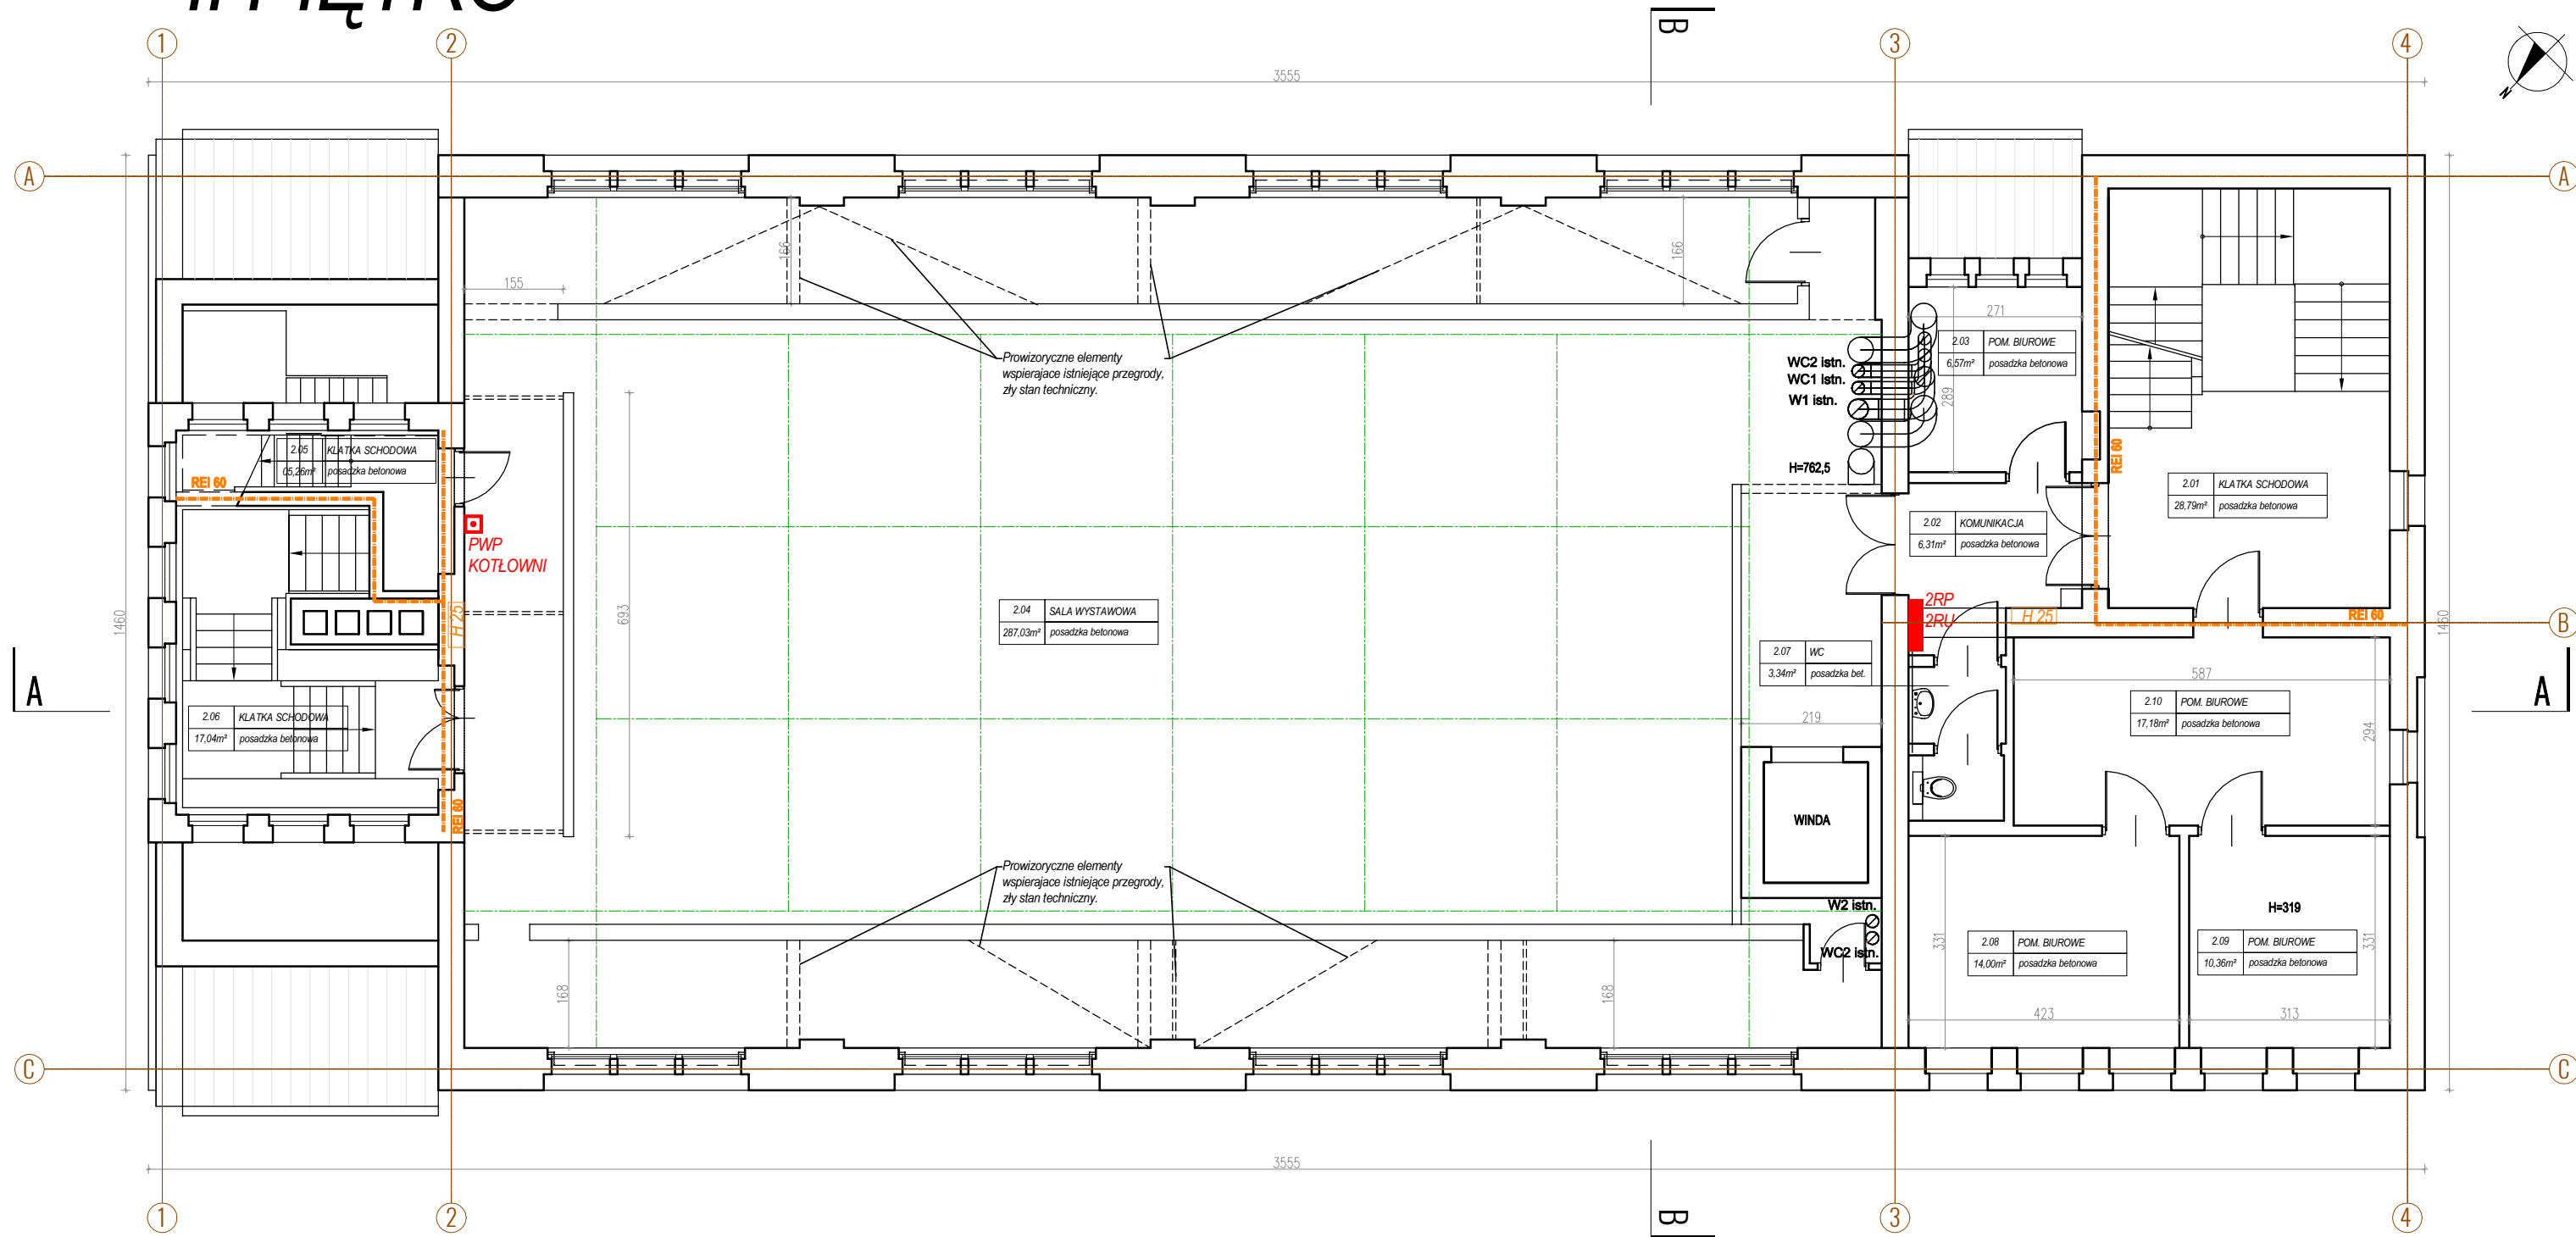 1
2
B
3
4
3555
N
A
A
166
166
155
271
Prowizoryczne elementy
wspierajace istniejące przegrody,
zły stan techniczny.
WC2 istn.
WC1 istn.
W1 istn.
H=762,5
2.03 POM. BIUROWE
6,57m² posadzka betonowa
289
2.05 KLATKA SCHODOWA
05,26m² posadzka betonowa
REI 60
REI 60
2.01 KLATKA SCHODOWA
28,79m² posadzka betonowa
PWP
KOTŁOWNI
2.02 KOMUNIKACJA
6,31m² posadzka betonowa
1460
H 25
693
2.04 SALA WYSTAWOWA
287,03m² posadzka betonowa
2RP
2RU
H 25
REI 60
1460
B
2.07 WC
3,34m² posadzka bet.
587
A
A
2.06 KLATKA SCHODOWA
17,04m² posadzka betonowa
219
2.10 POM. BIUROWE
17,18m² posadzka betonowa
294
REI 60
WINDA
Prowizoryczne elementy
wspierajace istniejące przegrody,
zły stan techniczny.
W2 istn.
WC2 istn.
H=319
331
2.08 POM. BIUROWE
14,00m² posadzka betonowa
2.09 POM. BIUROWE
10,36m² posadzka betonowa
331
168
168
423
313
C
C
3555
1
2
B
3
4